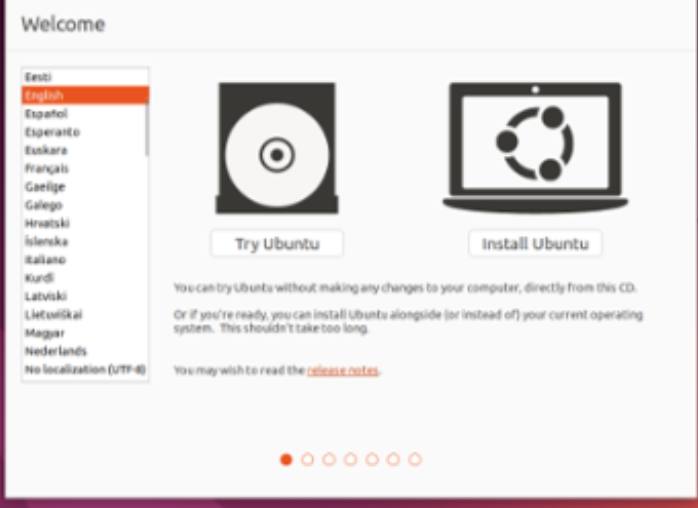 Welcome
Eesti
English
Español
Esperanto
Euskara
Français
Gaeilge
Galego
Hrvatski
Íslenska
Italiano
Kurdî
Latviski
Lietuviškai
Magyar
Nederlands
No localization (UTF-8)
Try Ubuntu
Install Ubuntu
You can try Ubuntu without making any changes to your computer, directly from this CD.
Or if you're ready, you can install Ubuntu alongside (or instead of) your current operating
system. This shouldn't take too long.
You may wish to read the release notes.